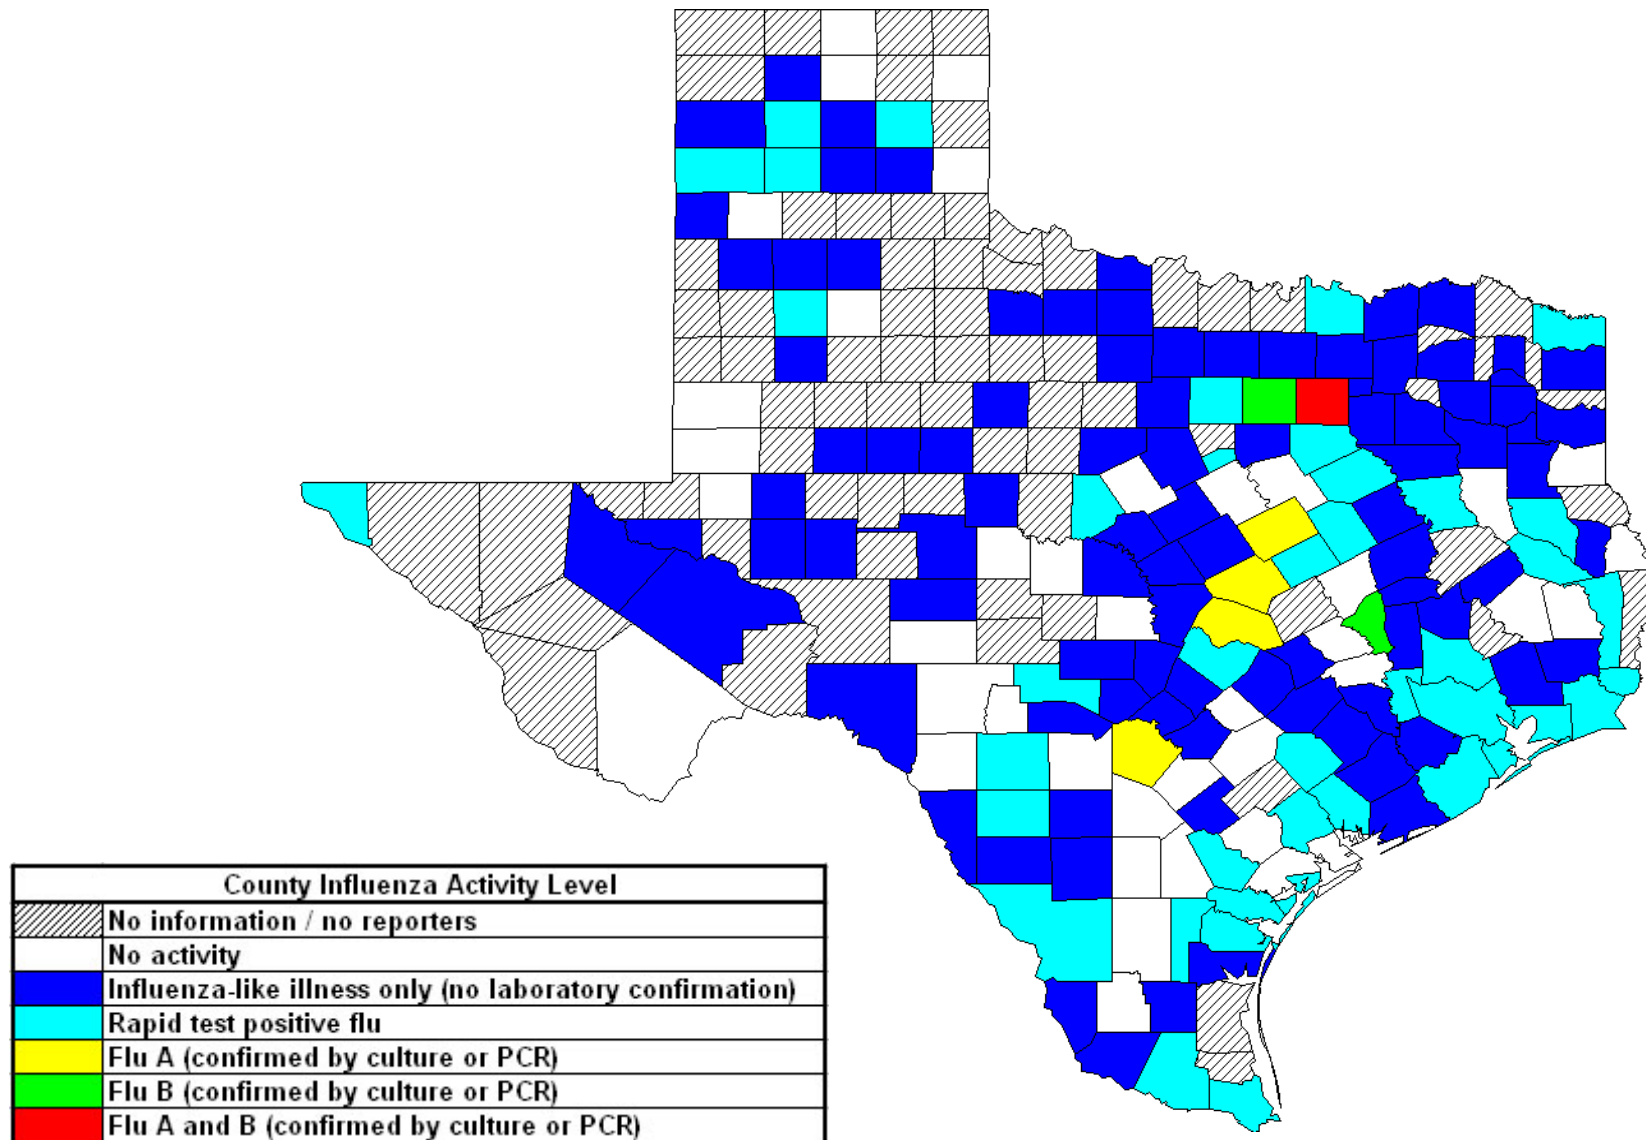 County Influenza Activity Level
No information / no reporters
No activity
Influenza-like illness only (no laboratory confirmation)
Rapid test positive flu
Flu A (confirmed by culture or PCR)
Flu B (confirmed by culture or PCR)
Flu A and B (confirmed by culture or PCR)